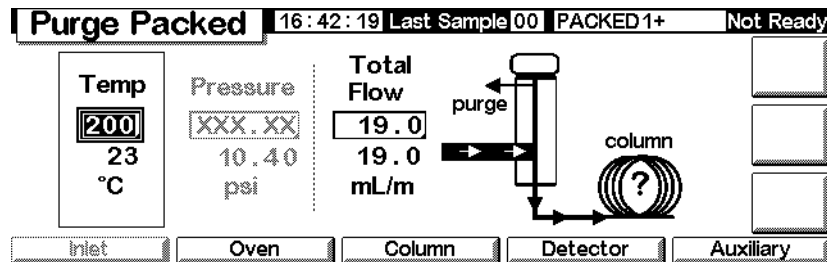 Purge Packed 16:42:19 Last Sample 00 PACKED1+ Not Ready
Temp
200
23
°C
Pressure
XXX.XX
10.40
psi
Total
Flow
19.0
19.0
mL/m
purge
column
?
Inlet Oven Column Detector Auxiliary